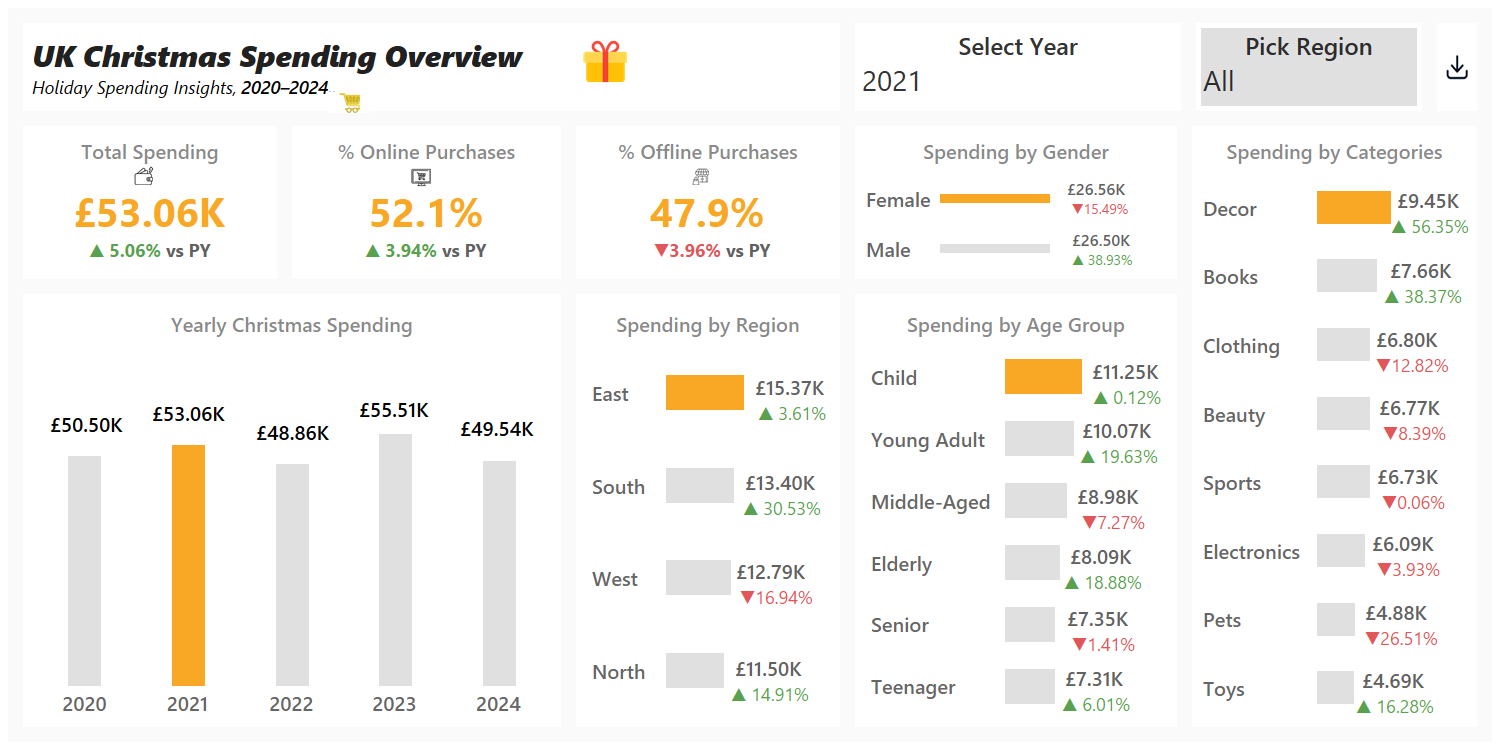 UK Christmas Spending Overview
Holiday Spending Insights, 2020–2024
Select Year
2021
Pick Region
All
Total Spending
£53.06K
▲ 5.06% vs PY
% Online Purchases
52.1%
▲ 3.94% vs PY
% Offline Purchases
47.9%
▼3.96% vs PY
Spending by Gender
Female £26.56K
▼15.49%
Male £26.50K
▲ 38.93%
Spending by Categories
Decor £9.45K
▲ 56.35%
Books £7.66K
▲ 38.37%
Clothing £6.80K
▼12.82%
Beauty £6.77K
▼8.39%
Sports £6.73K
▼0.06%
Electronics £6.09K
▼3.93%
Pets £4.88K
▼26.51%
Toys £4.69K
▲ 16.28%
Yearly Christmas Spending
£50.50K £53.06K £48.86K £55.51K £49.54K
2020 2021 2022 2023 2024
Spending by Region
East £15.37K
▲ 3.61%
South £13.40K
▲ 30.53%
West £12.79K
▼16.94%
North £11.50K
▲ 14.91%
Spending by Age Group
Child £11.25K
▲ 0.12%
Young Adult £10.07K
▲ 19.63%
Middle-Aged £8.98K
▼7.27%
Elderly £8.09K
▲ 18.88%
Senior £7.35K
▼1.41%
Teenager £7.31K
▲ 6.01%